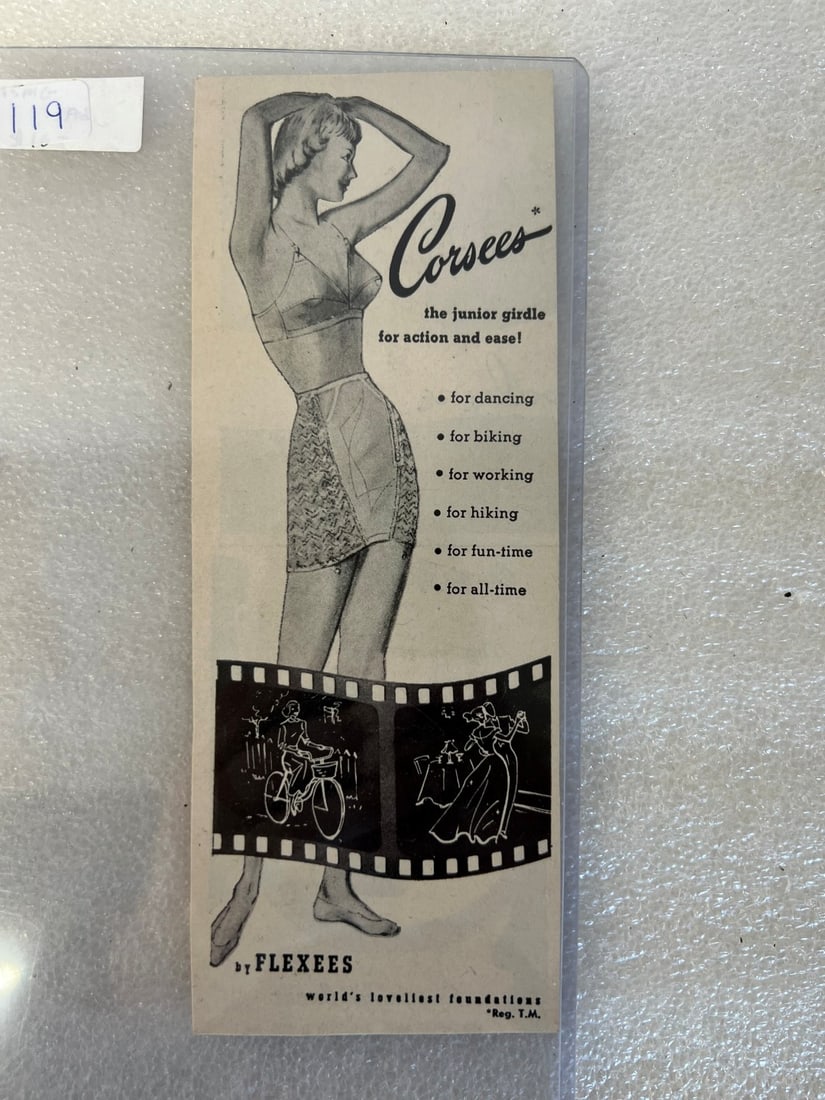 119
Corsees*
the junior girdle
for action and ease!
• for dancing
• for biking
• for working
• for hiking
• for fun-time
• for all-time
by FLEXEES
world's loveliest foundations
*Reg. T.M.